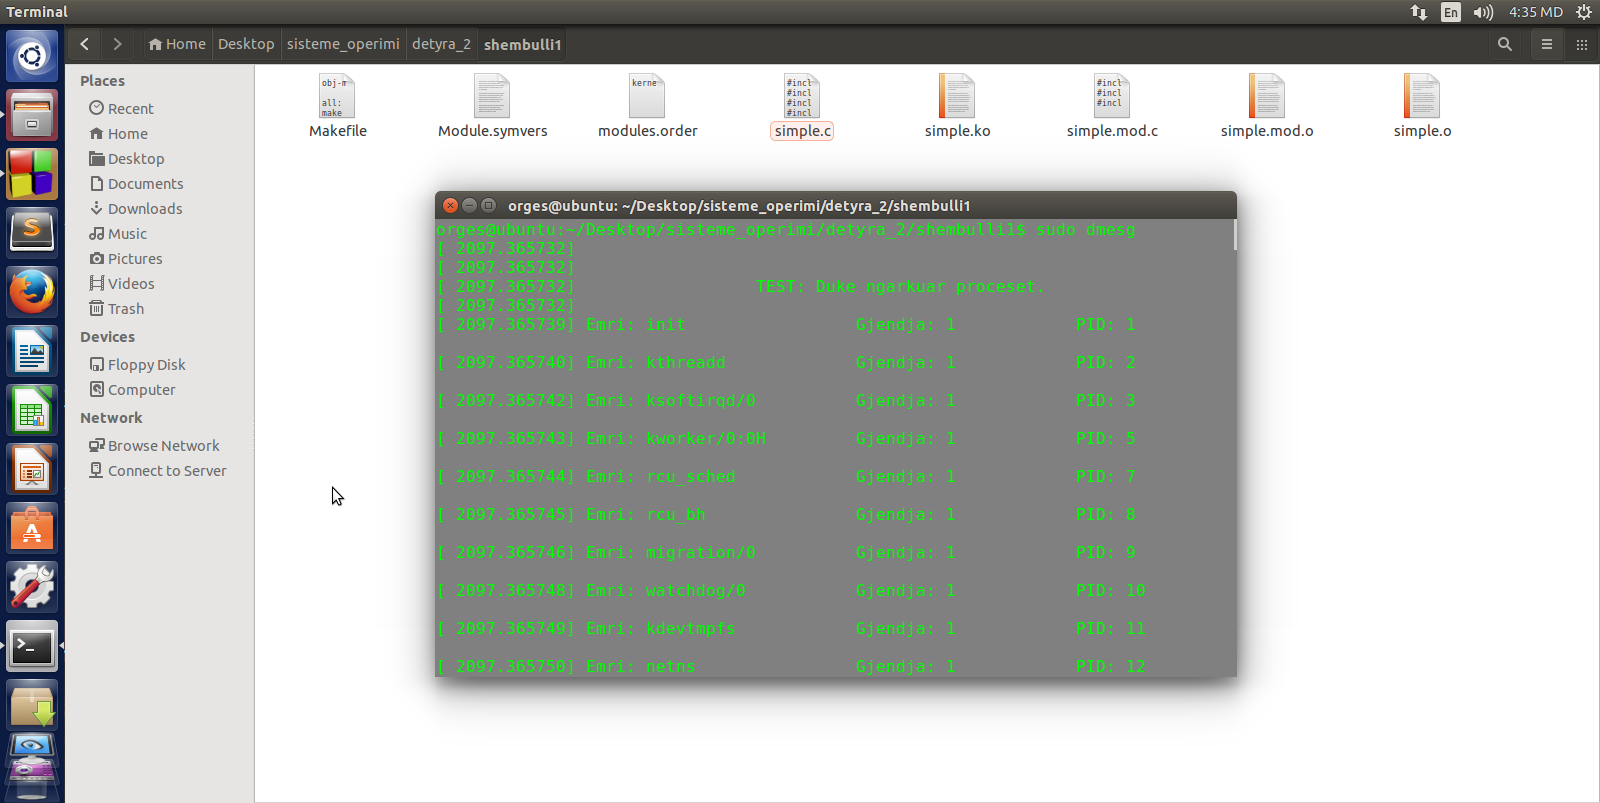 Terminal
En
4:35 MD
Home
Desktop
sisteme_operimi
detyra_2
shembulli1
Places
Recent
Home
Desktop
Documents
Downloads
Music
Pictures
Videos
Trash
Devices
Floppy Disk
Computer
Network
Browse Network
Connect to Server
obj-m
all:
make
Makefile
Module.symvers
kerne
modules.order
#incl
#incl
#incl
#incl
simple.c
simple.ko
#incl
#incl
#incl
simple.mod.c
simple.mod.o
simple.o
orges@ubuntu: ~/Desktop/sisteme_operimi/detyra_2/shembulli1
orges@ubuntu:~/Desktop/sisteme_operimi/detyra_2/shembulli1$ sudo dmesg
[ 2097.365732]
[ 2097.365732]
[ 2097.365732] TEST: Duke ngarkuar proceset.
[ 2097.365732]
[ 2097.365739] Emri: init Gjendja: 1 PID: 1
[ 2097.365740] Emri: kthreadd Gjendja: 1 PID: 2
[ 2097.365742] Emri: ksoftirqd/0 Gjendja: 1 PID: 3
[ 2097.365743] Emri: kworker/0:0H Gjendja: 1 PID: 5
[ 2097.365744] Emri: rcu_sched Gjendja: 1 PID: 7
[ 2097.365745] Emri: rcu_bh Gjendja: 1 PID: 8
[ 2097.365746] Emri: migration/0 Gjendja: 1 PID: 9
[ 2097.365748] Emri: watchdog/0 Gjendja: 1 PID: 10
[ 2097.365749] Emri: kdevtmpfs Gjendja: 1 PID: 11
[ 2097.365750] Emri: netns Gjendja: 1 PID: 12